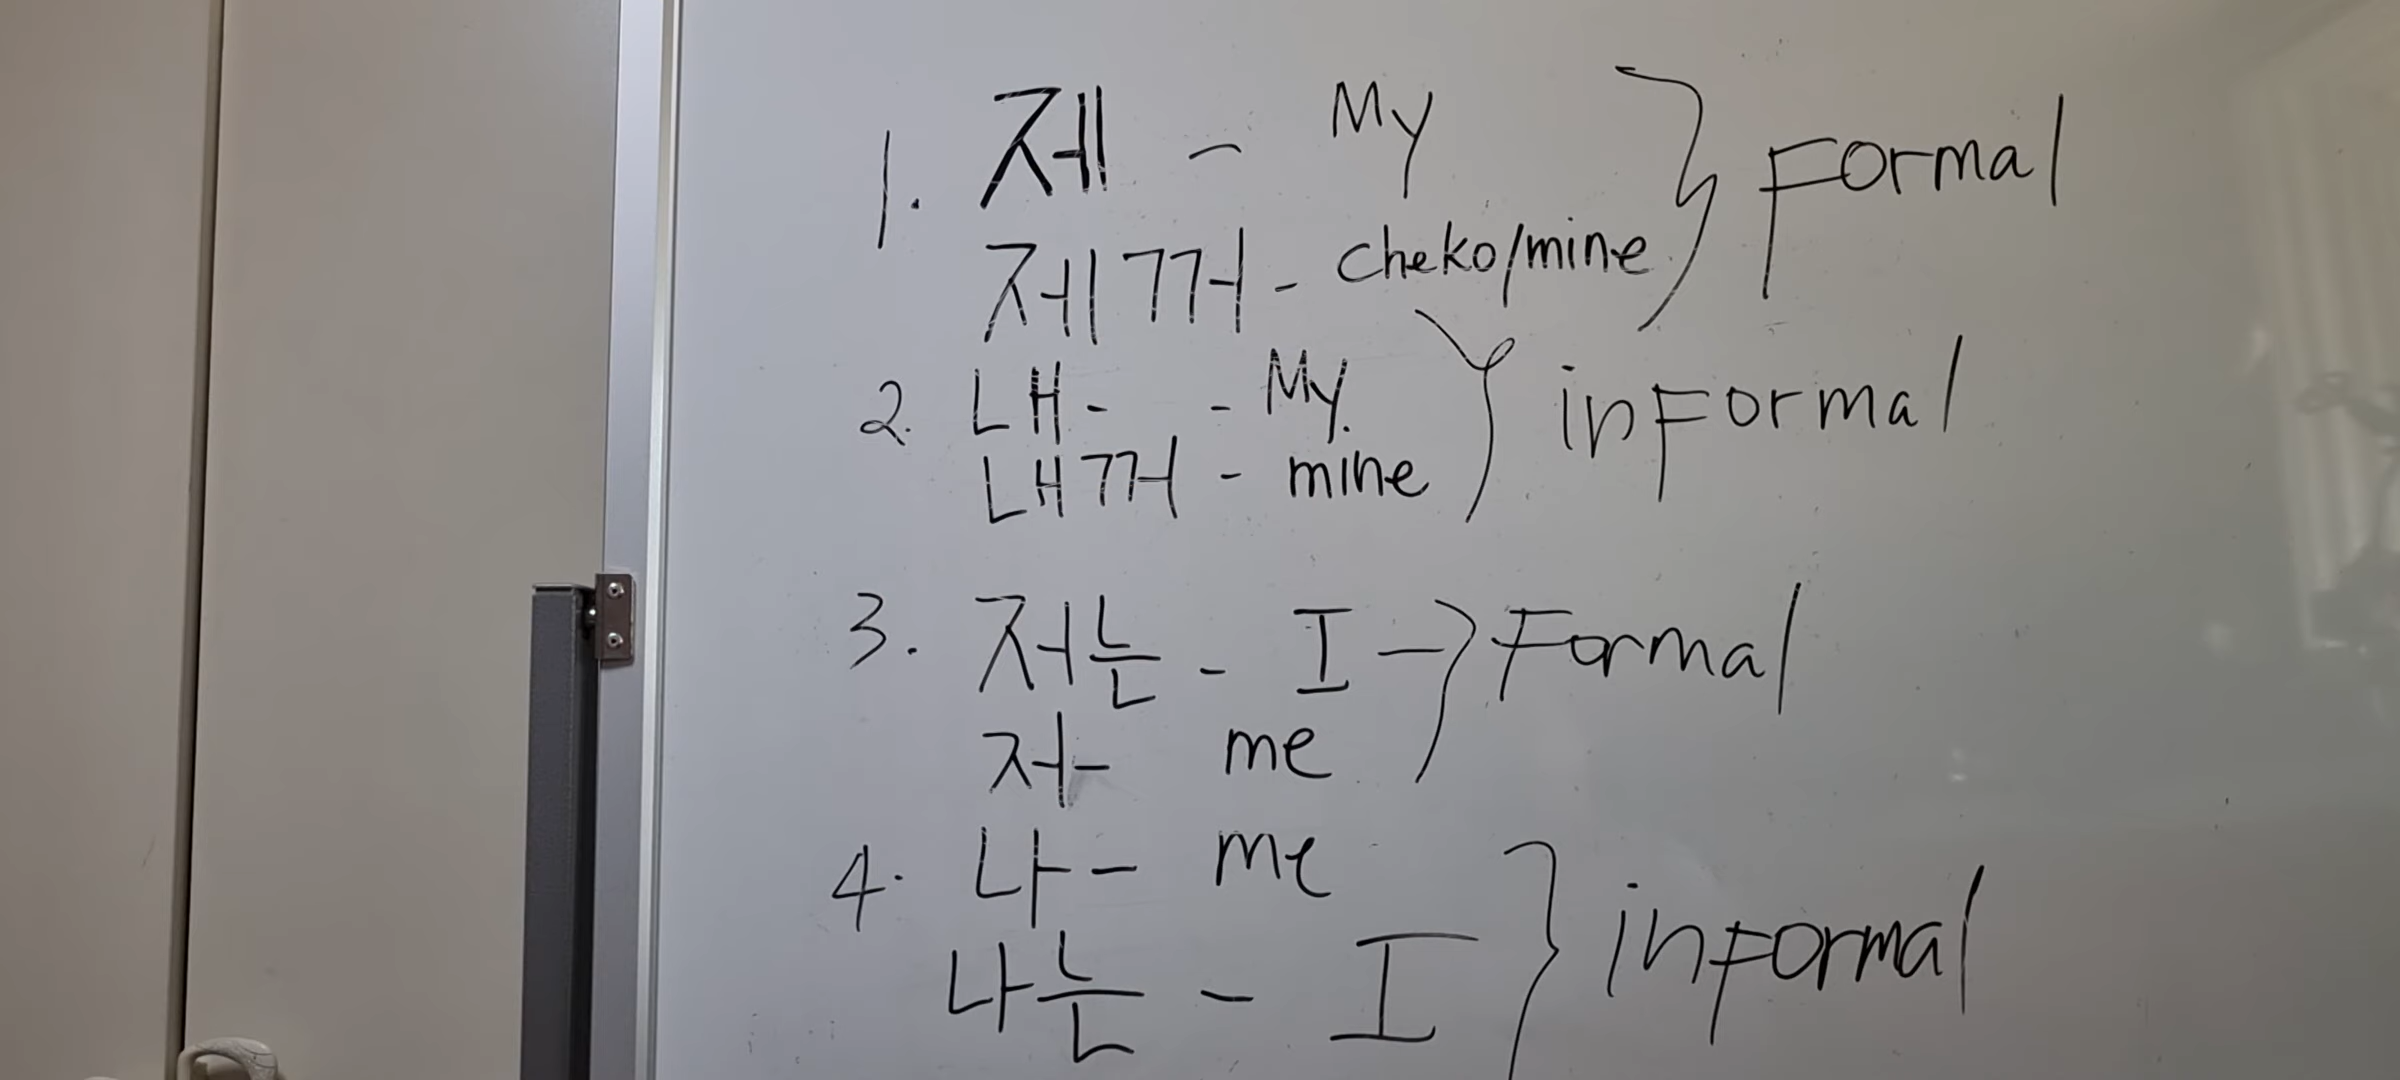 1. 제 - My } Formal
제꺼 - cheko/mine
2. 내 - - My. } inFormal
내꺼 - mine
3. 저는 - I } Formal
저 - me
4. 나 - me } inFormal
나는 - I